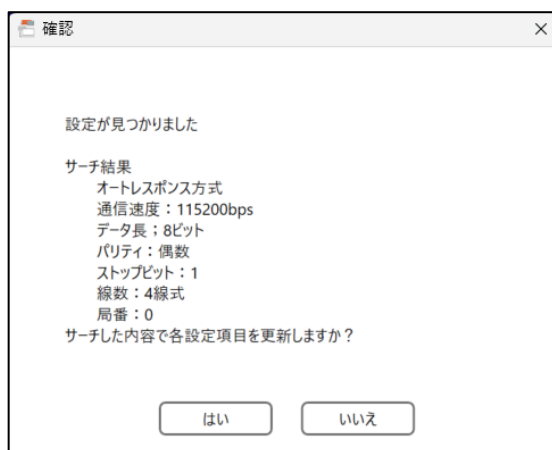 確認
設定が見つかりました
サーチ結果
オートレスポンス方式
通信速度：115200bps
データ長；8ビット
パリティ：偶数
ストップビット：1
線数：4線式
局番：0
サーチした内容で各設定項目を更新しますか？
はい
いいえ